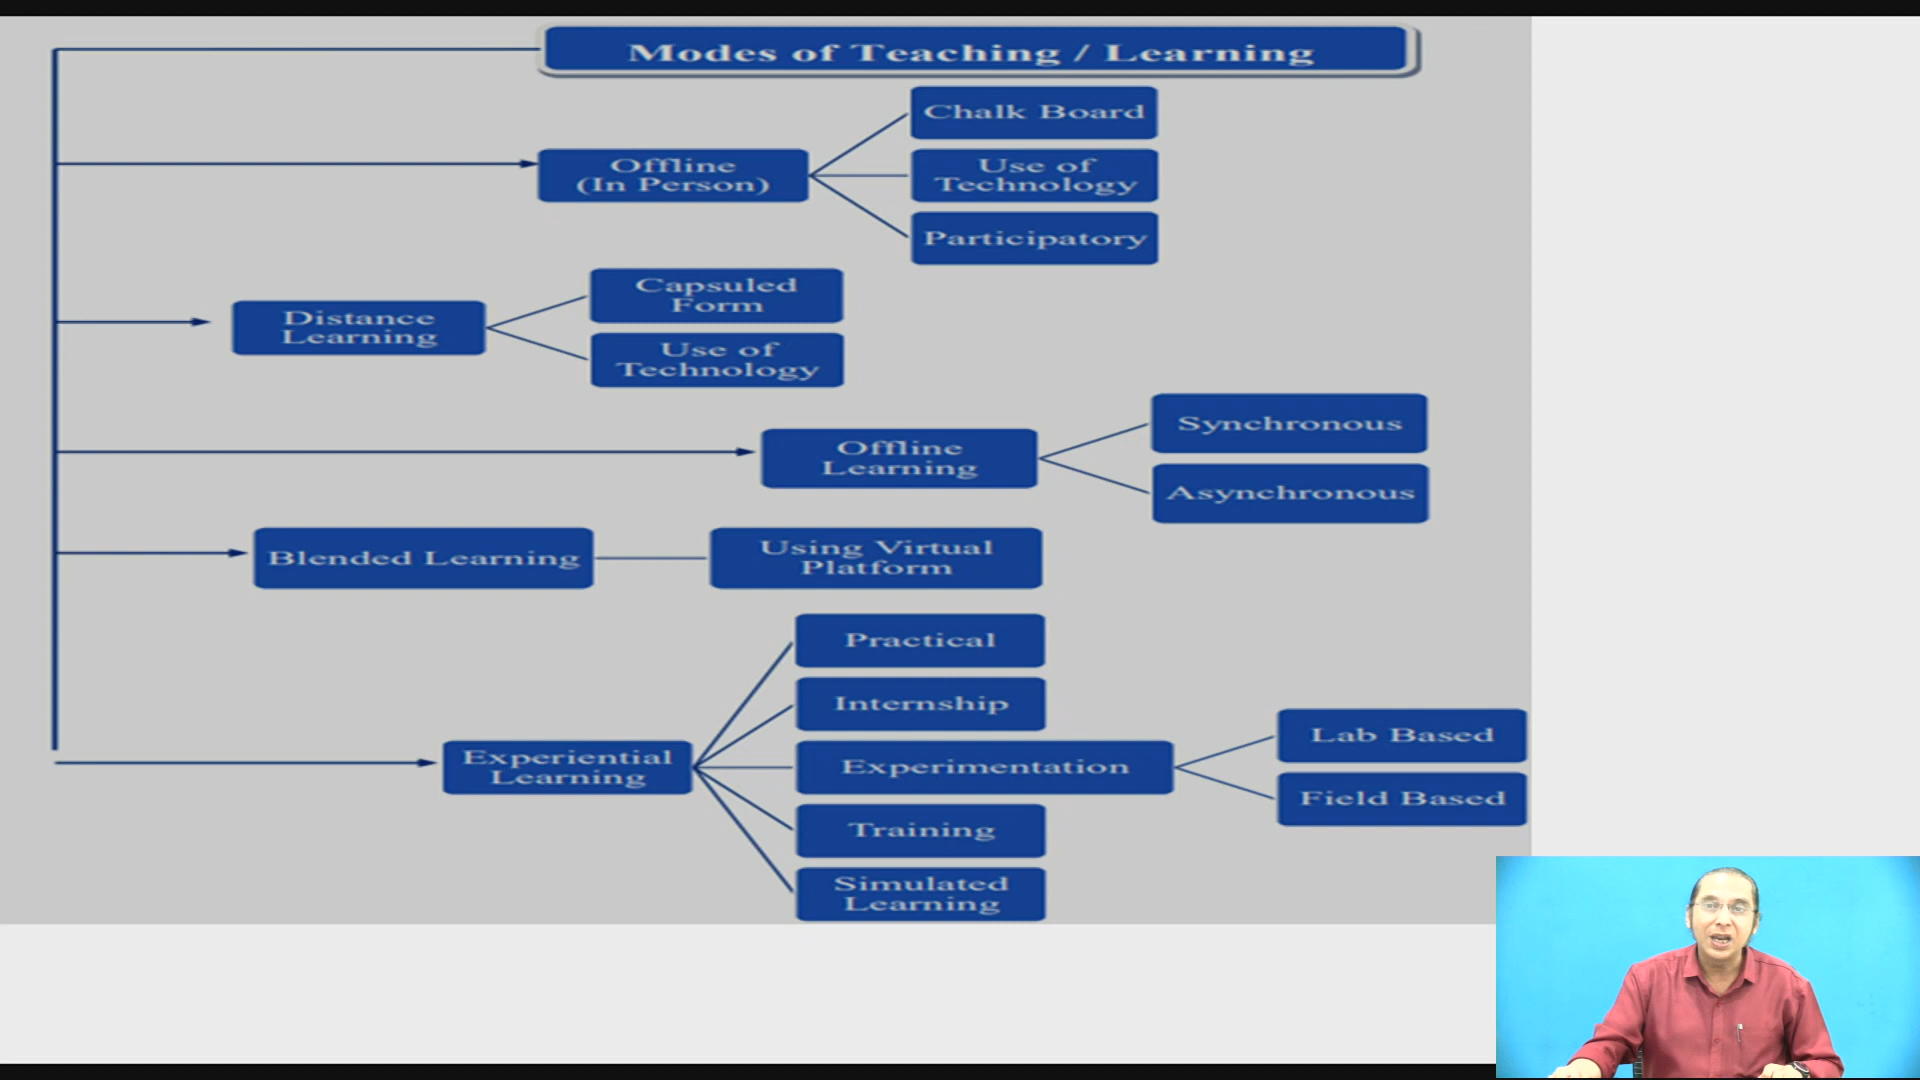 Modes of Teaching / Learning
Chalk Board
Offline
(In Person)
Use of
Technology
Participatory
Distance
Learning
Capsuled
Form
Use of
Technology
Offline
Learning
Synchronous
Asynchronous
Blended Learning
Using Virtual
Platform
Experiential
Learning
Practical
Internship
Experimentation
Lab Based
Field Based
Training
Simulated
Learning